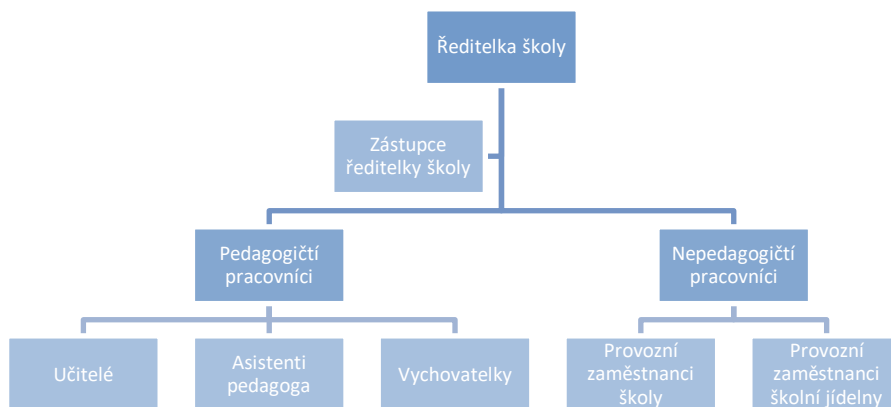 Ředitelka školy
Zástupce
ředitelky školy
Pedagogičtí
pracovníci
Nepedagogičtí
pracovníci
Učitelé
Asistenti
pedagoga
Vychovatelky
Provozní
zaměstnanci
školy
Provozní
zaměstnanci
školní jídelny